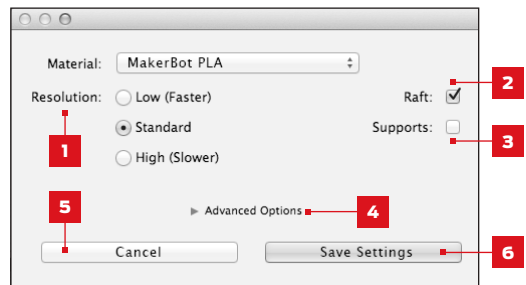 Material: MakerBot PLA
2
Resolution: Low (Faster) Raft:
Standard Supports:
1
3
High (Slower)
5
Advanced Options 4
Cancel Save Settings 6